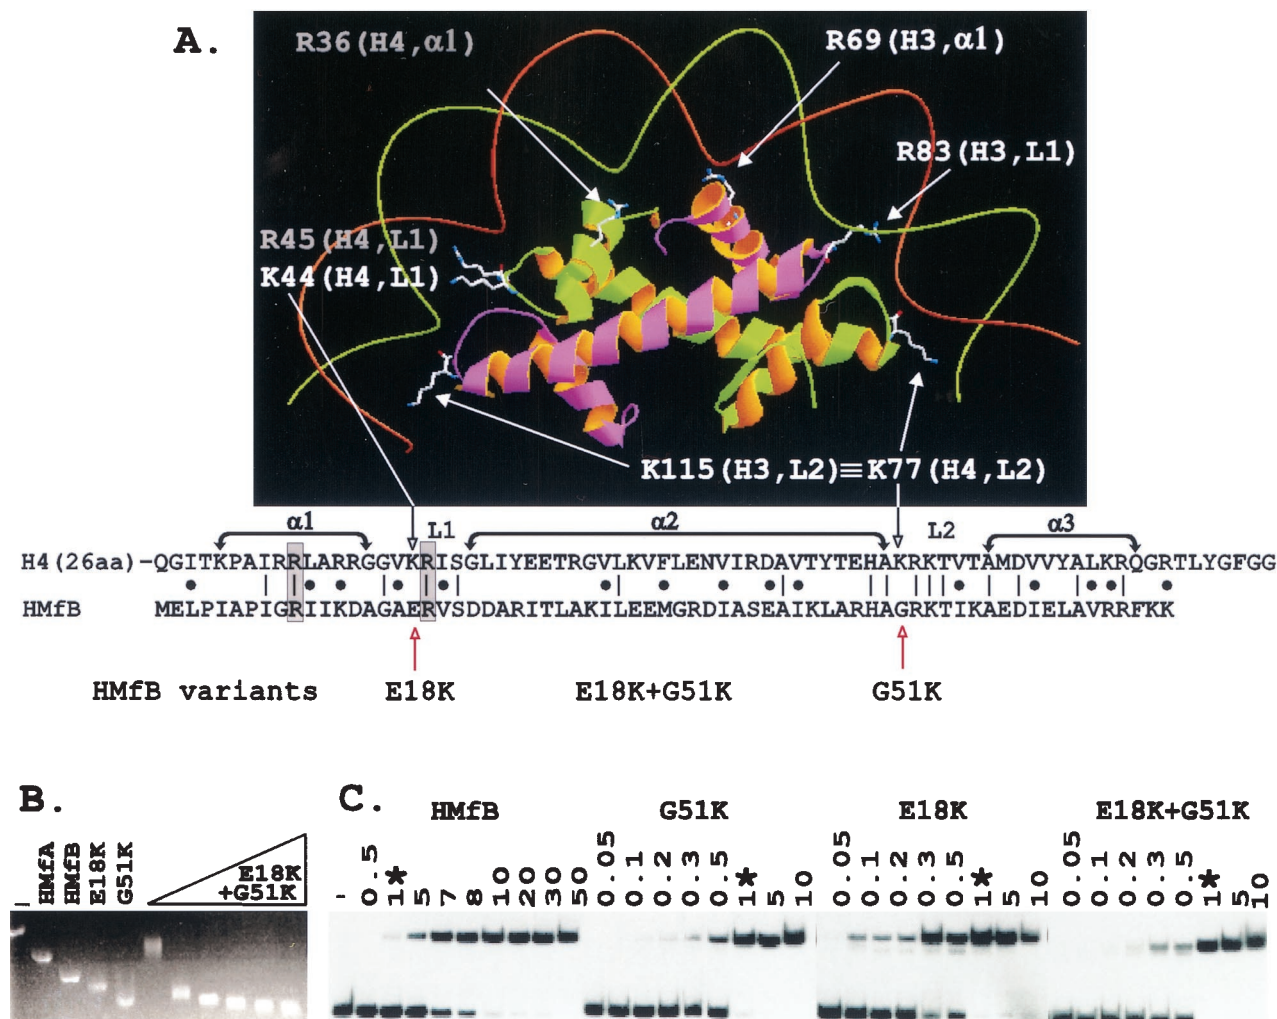 A.
R36(H4,α1)
R69(H3,α1)
R83(H3,L1)
R45(H4,L1)
K44(H4,L1)
K115(H3,L2)≡K77(H4,L2)
α1 L1 α2 L2 α3
H4(26aa)-QGITKPAIRRLARRGGVKRISGLIYEETRGVLKVFLENVIRDAVTYTEHAKRKTVTAMDVVYALKRQGRTLYGFGG
HMfB MELPIAPIGRIIKDAGAERVSDDARITLAKILEEMGRDIASEAIKLARHAGRKTIKAEDIELAVRRFKK
HMfB variants E18K E18K+G51K G51K
B.
- HMfA HMfB E18K G51K E18K
+G51K
C.
HMfB G51K E18K E18K+G51K
- 0.5 1* 5 7 8 10 20 30 50 0.05 0.1 0.2 0.3 0.5 1* 5 10 0.05 0.1 0.2 0.3 0.5 1* 5 10 0.05 0.1 0.2 0.3 0.5 1* 5 10